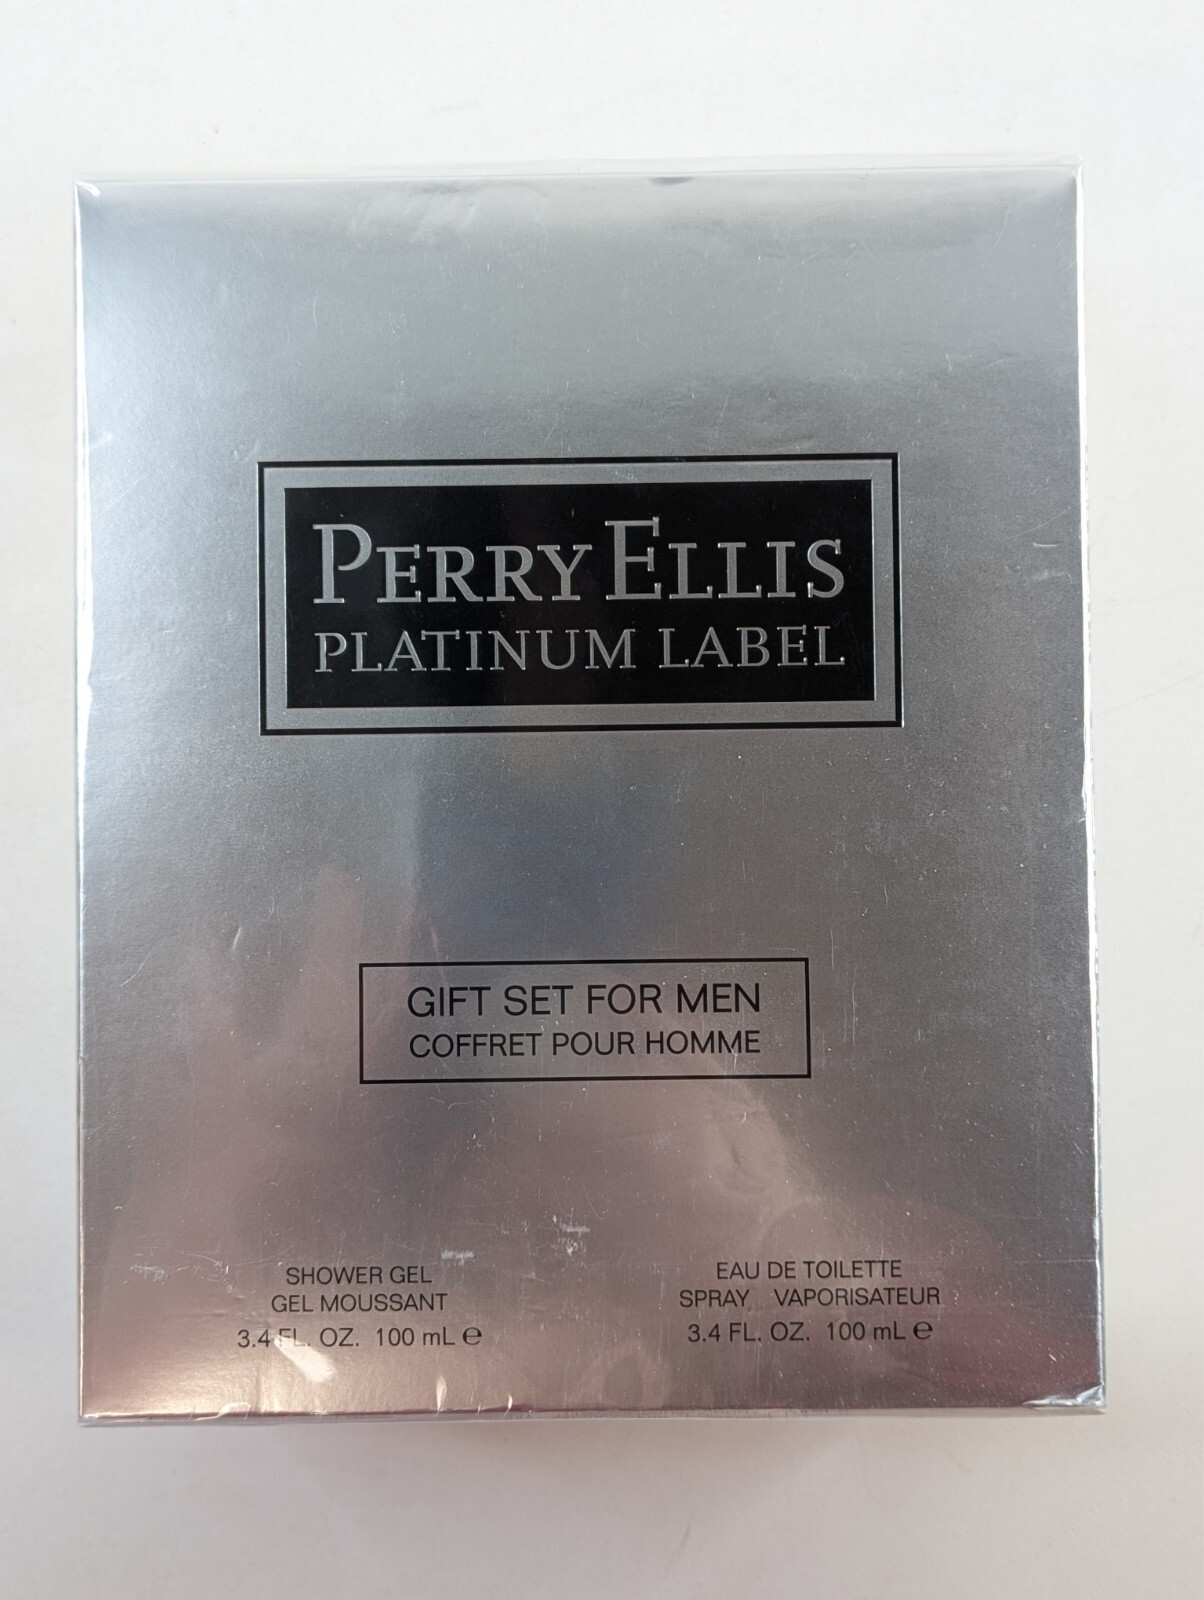 PERRY ELLIS
PLATINUM LABEL
GIFT SET FOR MEN
COFFRET POUR HOMME
SHOWER GEL
GEL MOUSSANT
3.4 FL. OZ. 100 mL ℮
EAU DE TOILETTE
SPRAY VAPORISATEUR
3.4 FL. OZ. 100 mL ℮